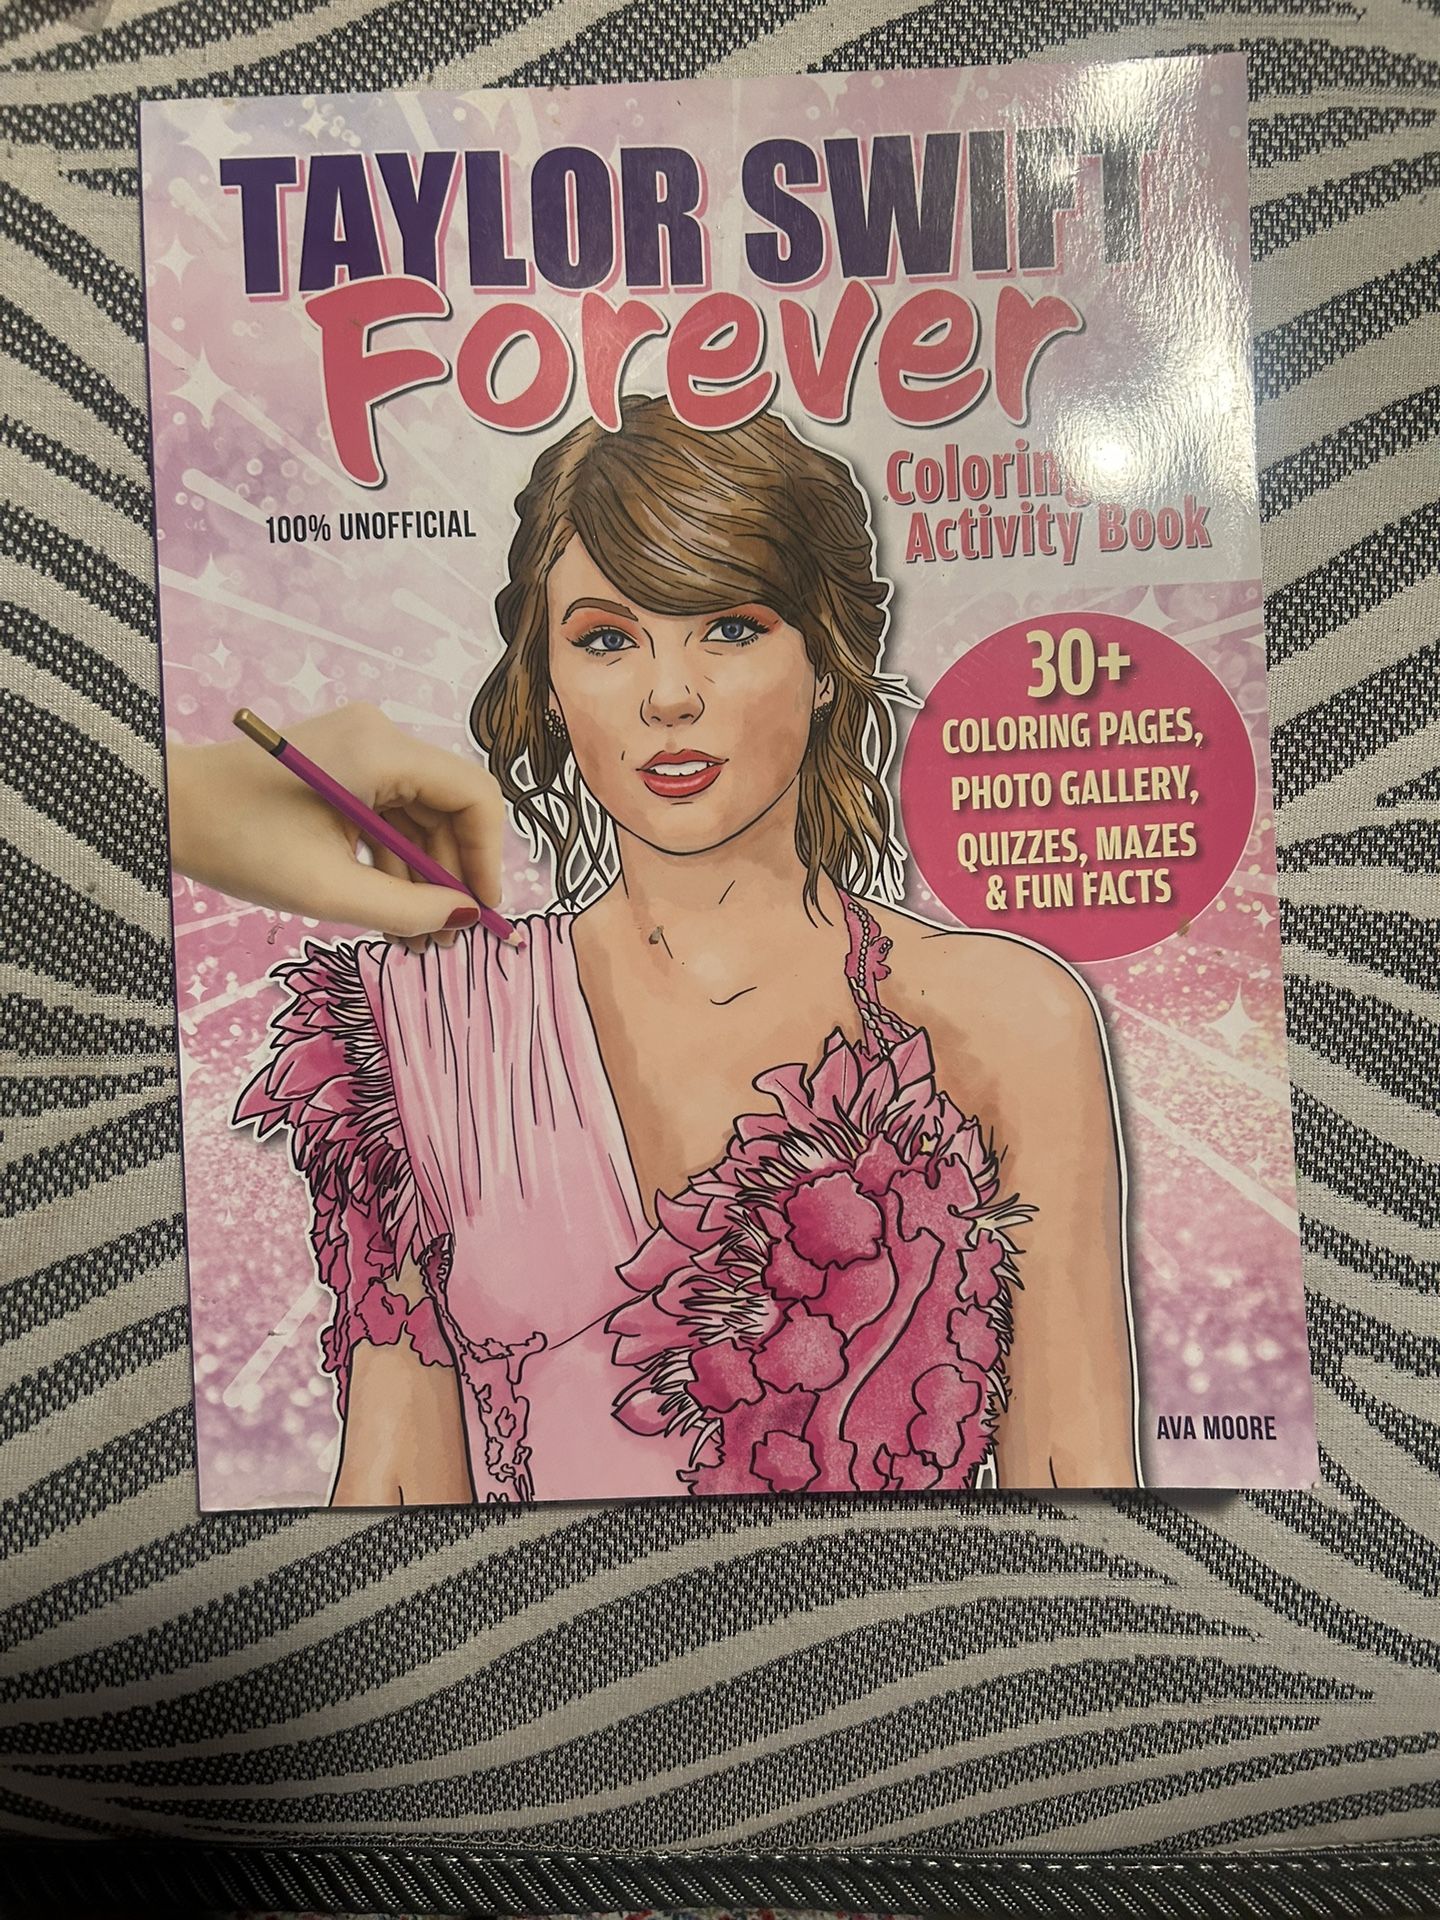 TAYLOR SWIFT
Forever
Coloring
Activity Book
100% UNOFFICIAL
30+
COLORING PAGES,
PHOTO GALLERY,
QUIZZES, MAZES
& FUN FACTS
AVA MOORE